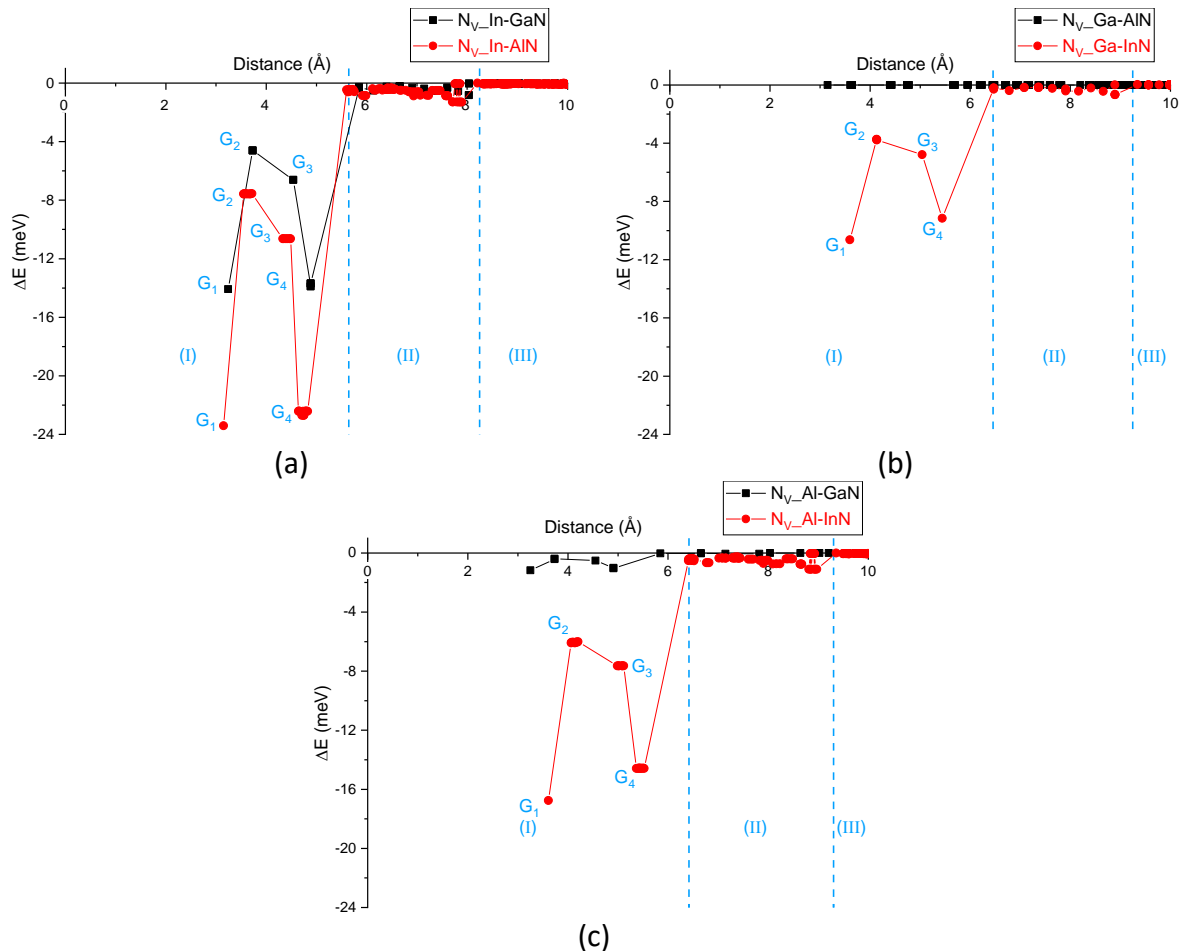 N_V_In-GaN
N_V_In-AlN
Distance (Å)
0 2 4 6 8 10
0
-4
-8
-12
-16
-20
-24
ΔE (meV)
G₂
G₃
G₂
G₃
G₁
G₄
G₁
G₄
(I)
(II)
(III)
(a)
N_V_Ga-AlN
N_V_Ga-InN
Distance (Å)
0 2 4 6 8 10
0
-4
-8
-12
-16
-20
-24
ΔE (meV)
G₂
G₃
G₁
G₄
(I)
(II)
(III)
(b)
N_V_Al-GaN
N_V_Al-InN
Distance (Å)
0 2 4 6 8 10
0
-4
-8
-12
-16
-20
-24
ΔE (meV)
G₂
G₃
G₄
G₁
(I)
(II)
(III)
(c)